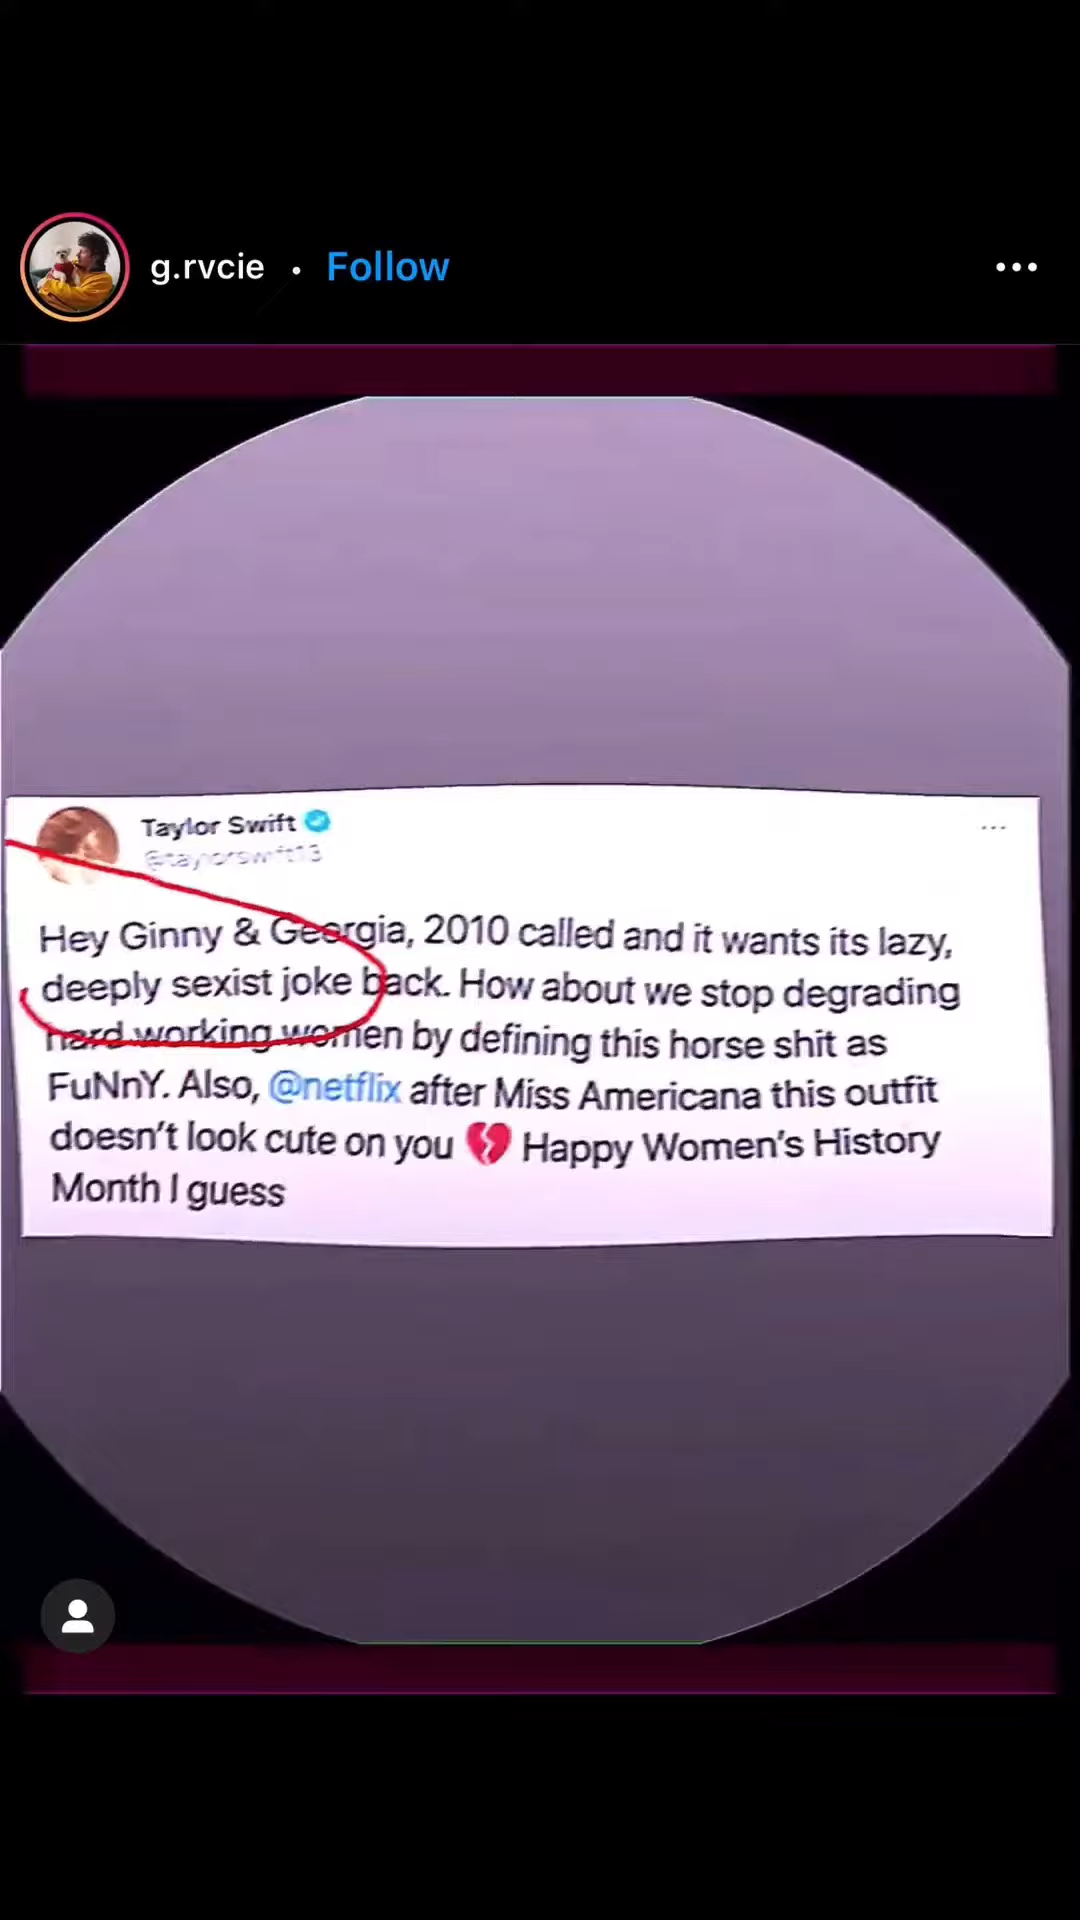 g.rvcie • Follow
Taylor Swift
@taylorswift13
Hey Ginny & Georgia, 2010 called and it wants its lazy,
deeply sexist joke back. How about we stop degrading
hard working women by defining this horse shit as
FuNnY. Also, @netflix after Miss Americana this outfit
doesn't look cute on you 💔 Happy Women's History
Month I guess